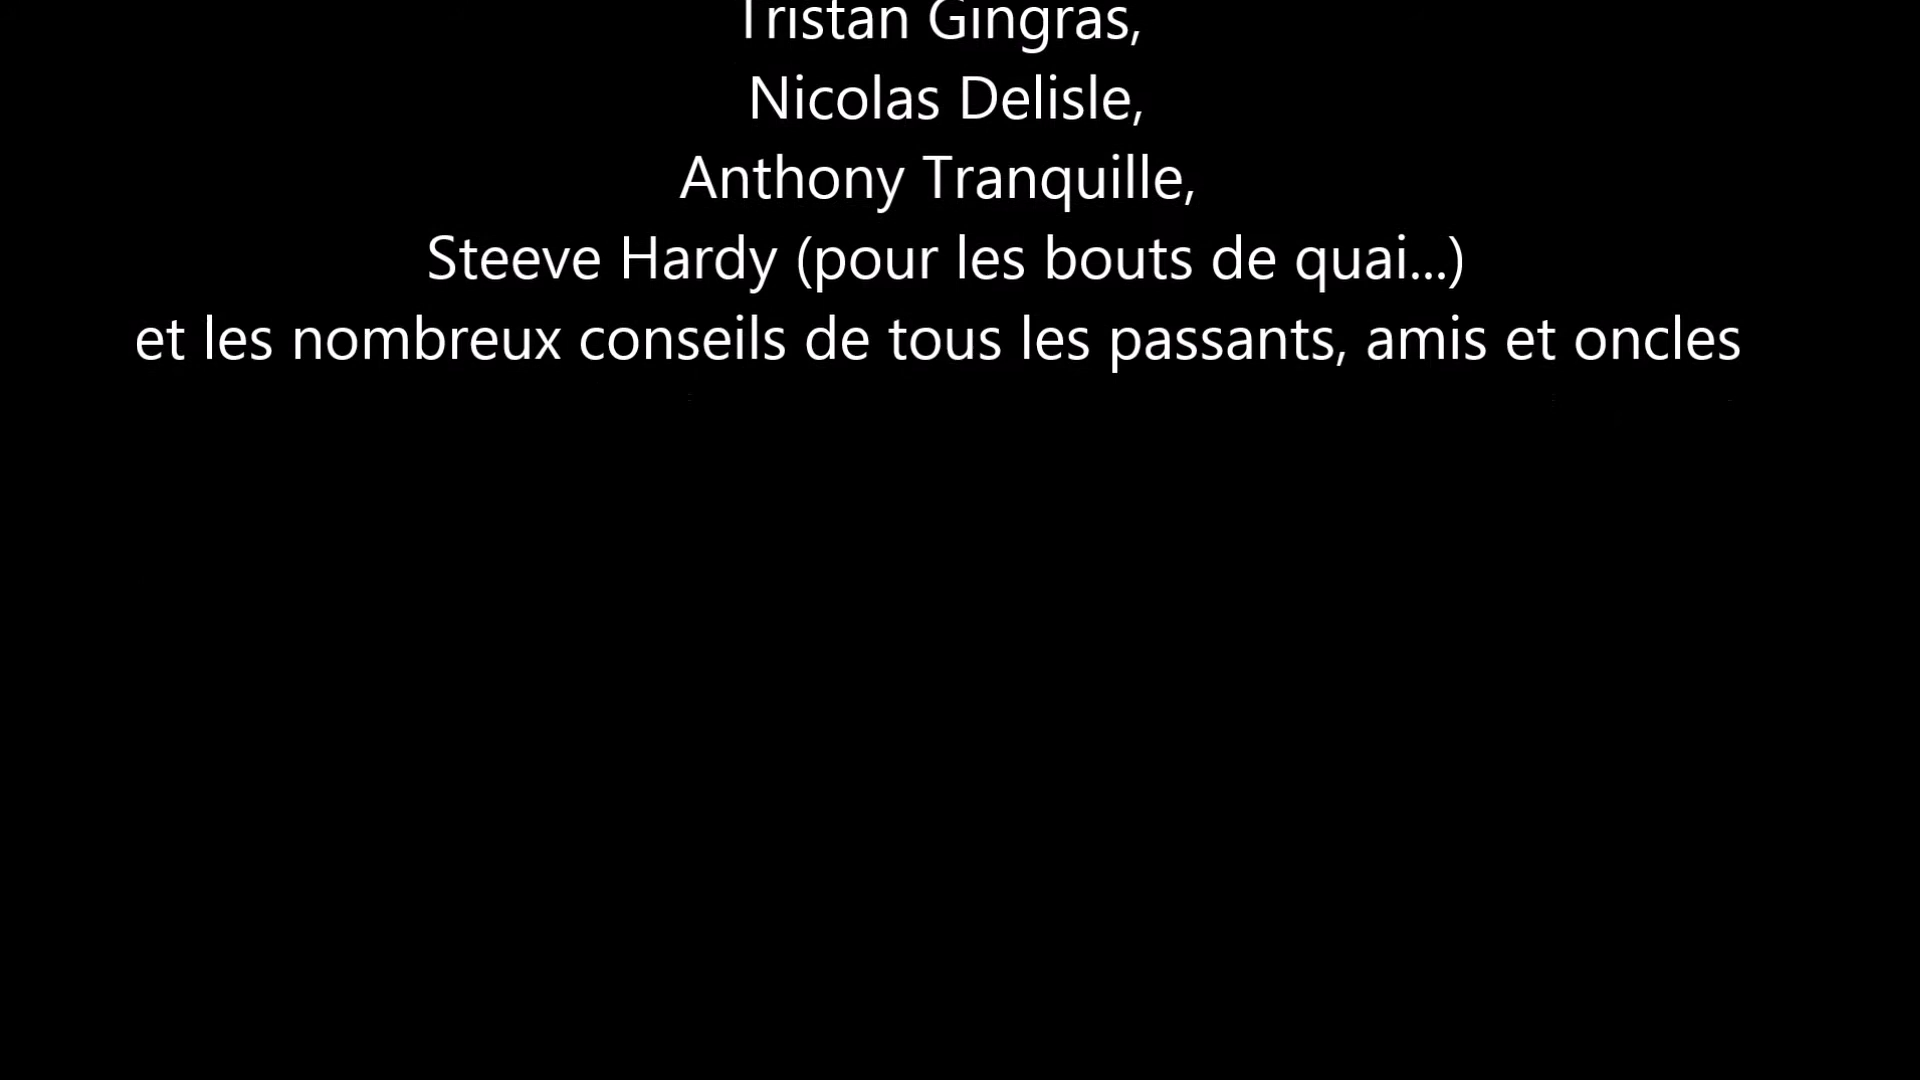 Tristan Gingras,
Nicolas Delisle,
Anthony Tranquille,
Steeve Hardy (pour les bouts de quai...)
et les nombreux conseils de tous les passants, amis et oncles